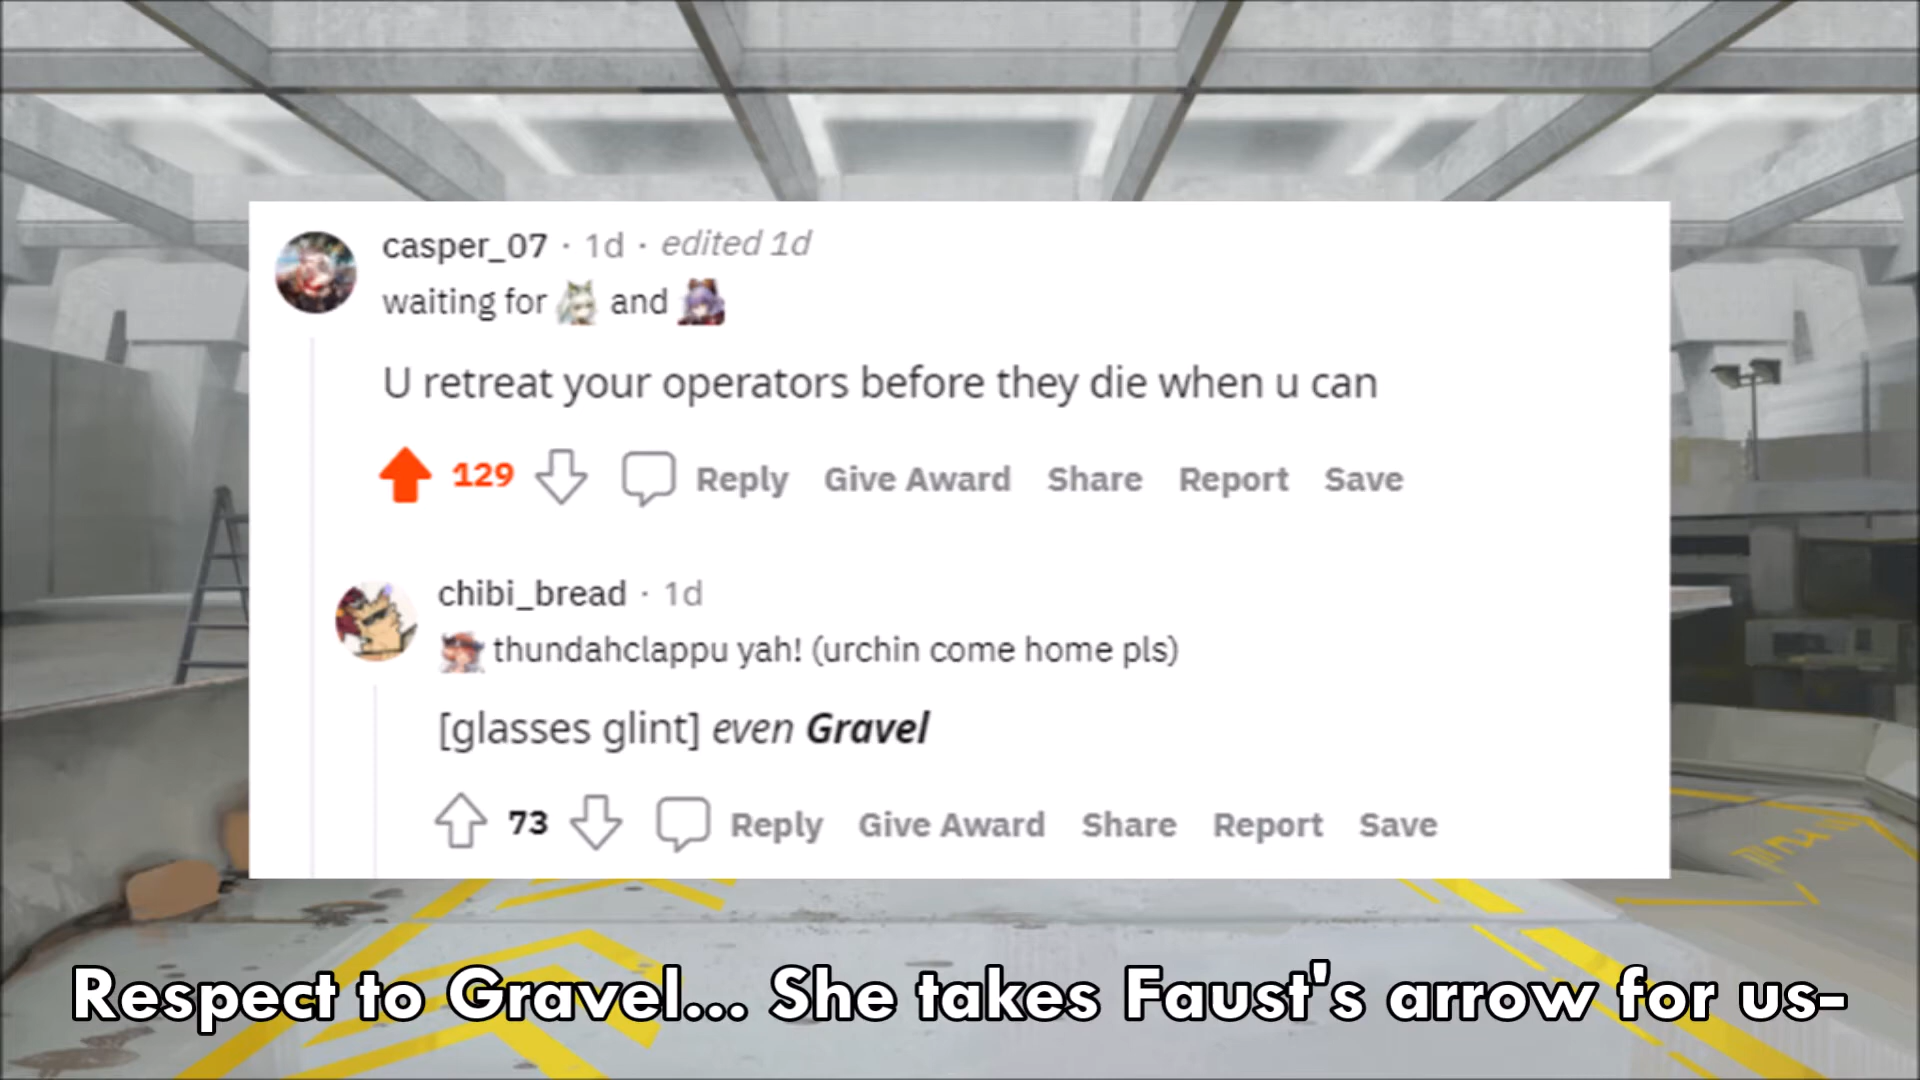 casper_07 · 1d · edited 1d
waiting for and
U retreat your operators before they die when u can
129 Reply Give Award Share Report Save
chibi_bread · 1d
thundahclappu yah! (urchin come home pls)
[glasses glint] even Gravel
73 Reply Give Award Share Report Save
Respect to Gravel... She takes Faust's arrow for us-